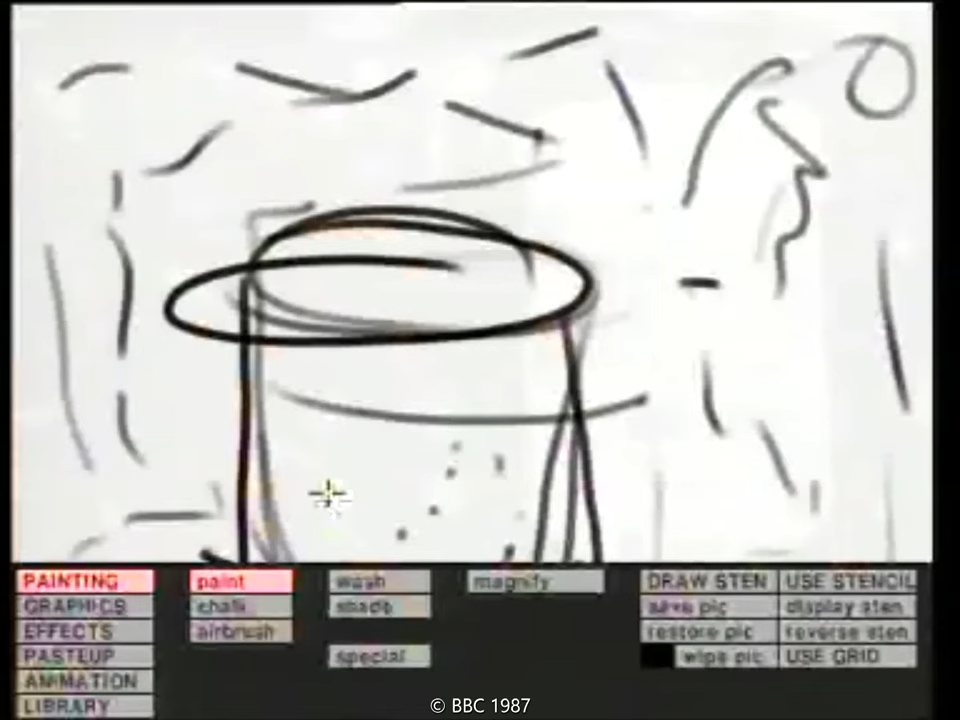 PAINTING paint wash magnify DRAW STEN USE STENCIL
GRAPHICS chalk shade save pic display sten
EFFECTS airbrush restore pic reverse sten
PASTEUP special wipe pic USE GRID
ANIMATION
LIBRARY
© BBC 1987